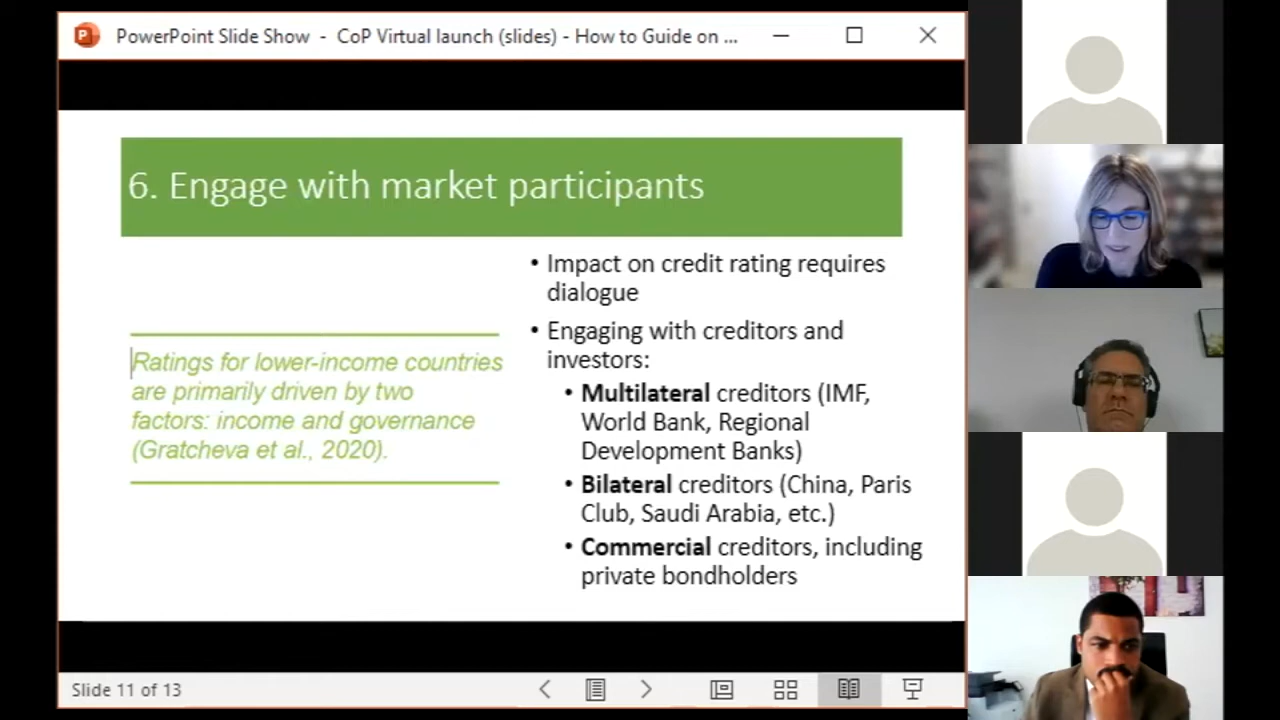 PowerPoint Slide Show - CoP Virtual launch (slides) - How to Guide on ...
6. Engage with market participants
Ratings for lower-income countries
are primarily driven by two
factors: income and governance
(Gratcheva et al., 2020).
• Impact on credit rating requires
dialogue
• Engaging with creditors and
investors:
• Multilateral creditors (IMF,
World Bank, Regional
Development Banks)
• Bilateral creditors (China, Paris
Club, Saudi Arabia, etc.)
• Commercial creditors, including
private bondholders
Slide 11 of 13